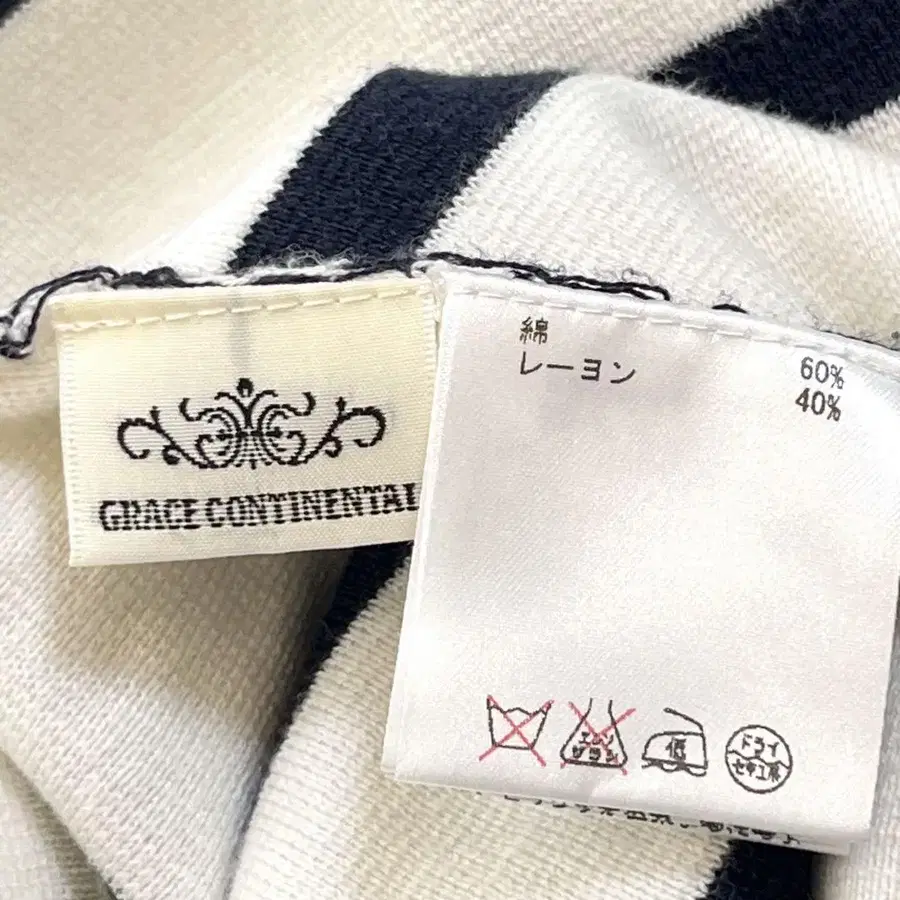 GRACE CONTINENTAL
綿 60%
レーヨン 40%
エンソ
サラシ
低
ドライ
セキユ系